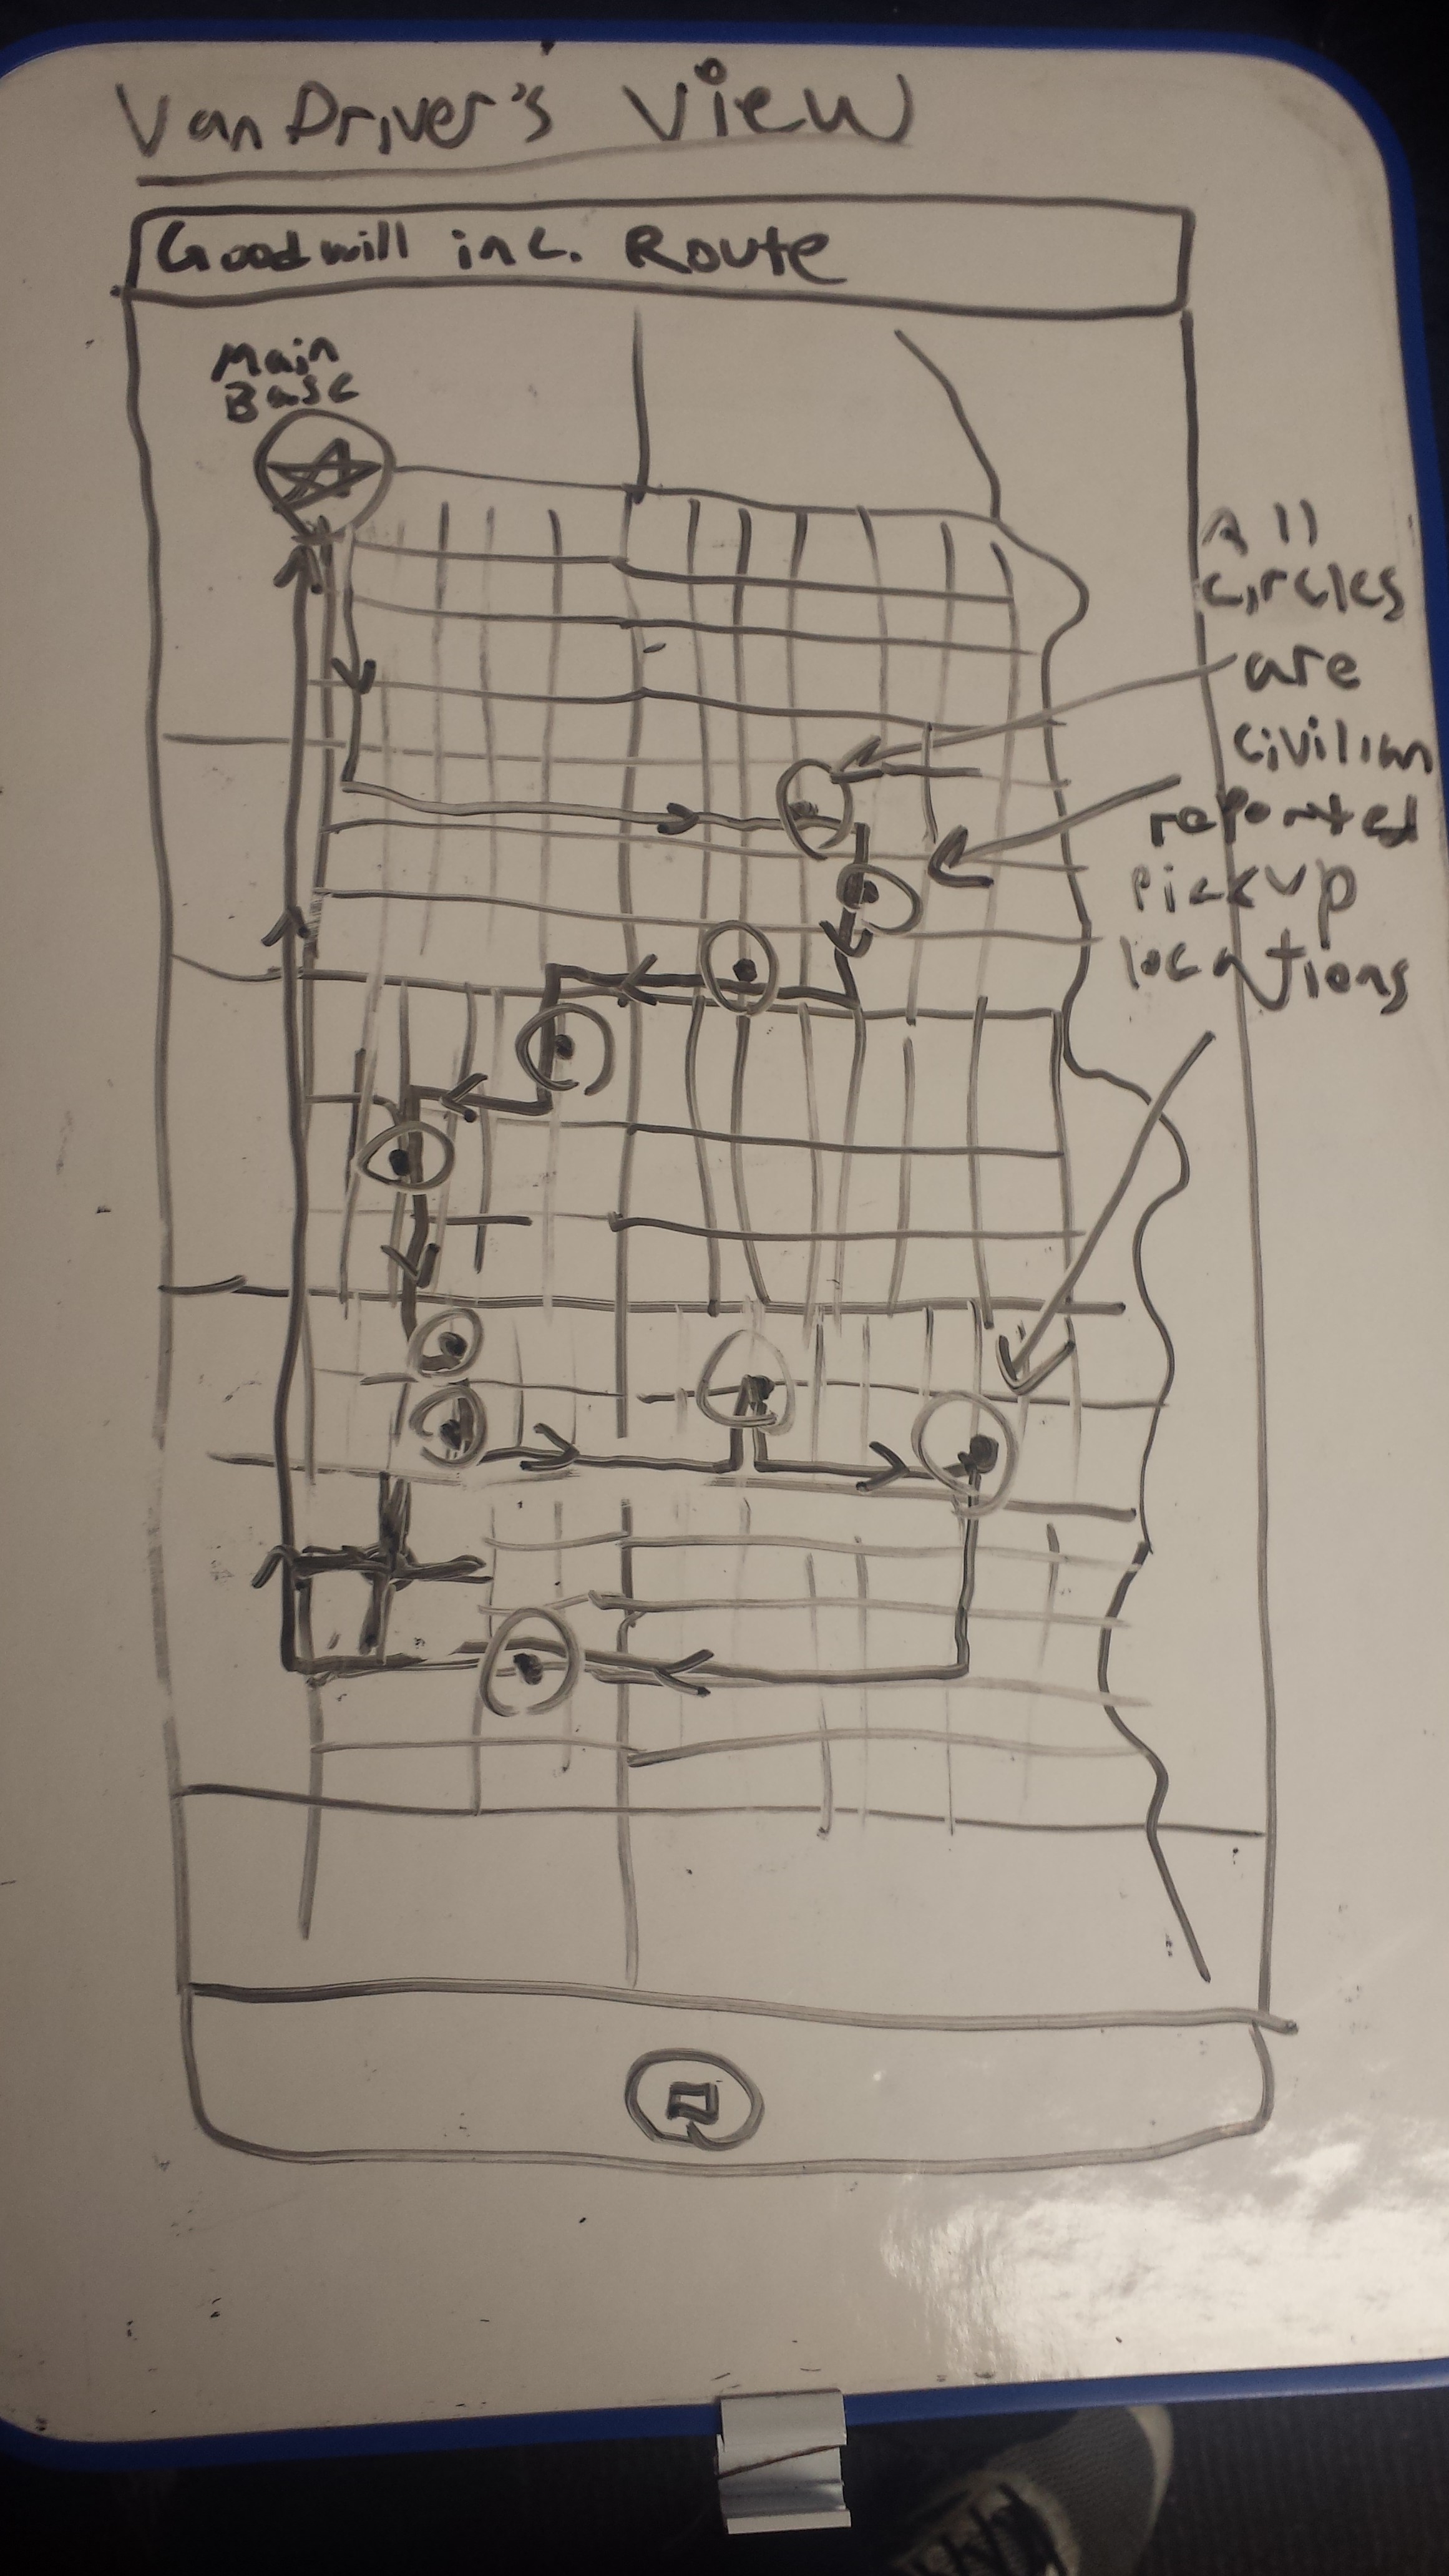 Van Driver's View
Goodwill inc. Route
Main
Base
All
circles
are
civilian
reported
pickup
locations